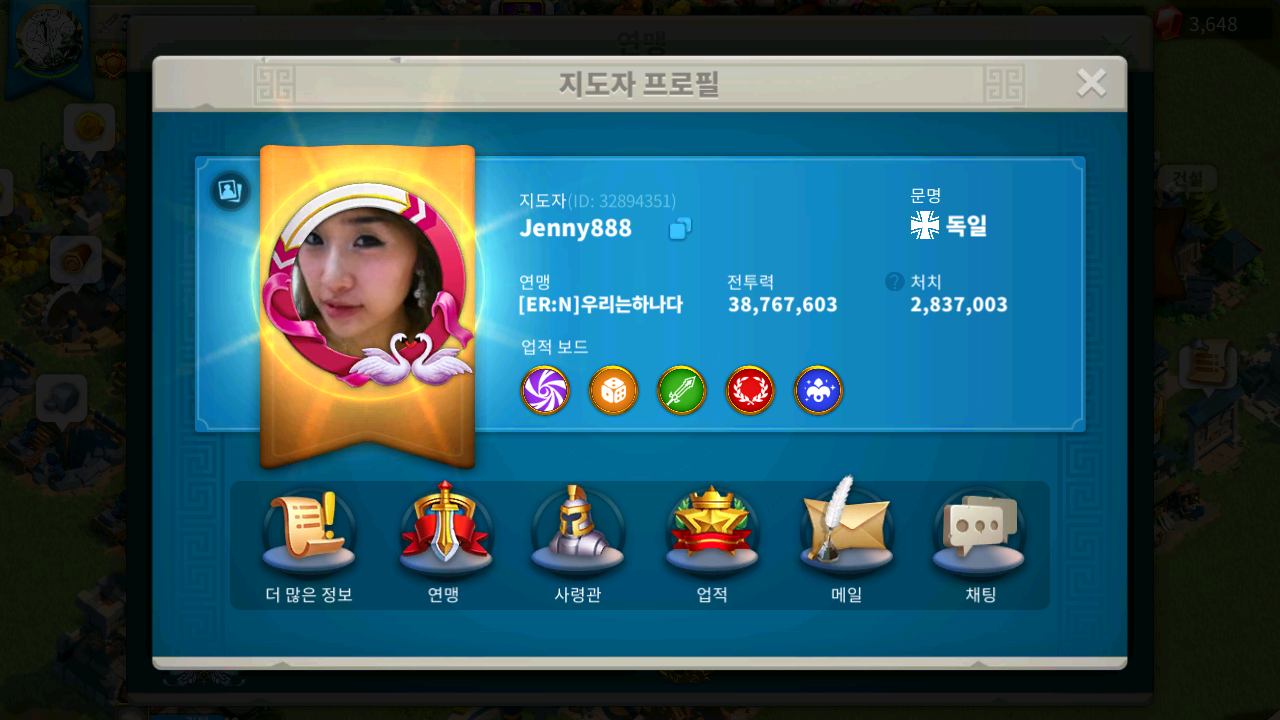 연맹
3,648
지도자 프로필
건설
지도자(ID: 32894351)
Jenny888
문명
독일
연맹
[ER:N]우리는하나다
전투력
38,767,603
? 처치
2,837,003
업적 보드
더 많은 정보
연맹
사령관
업적
메일
채팅